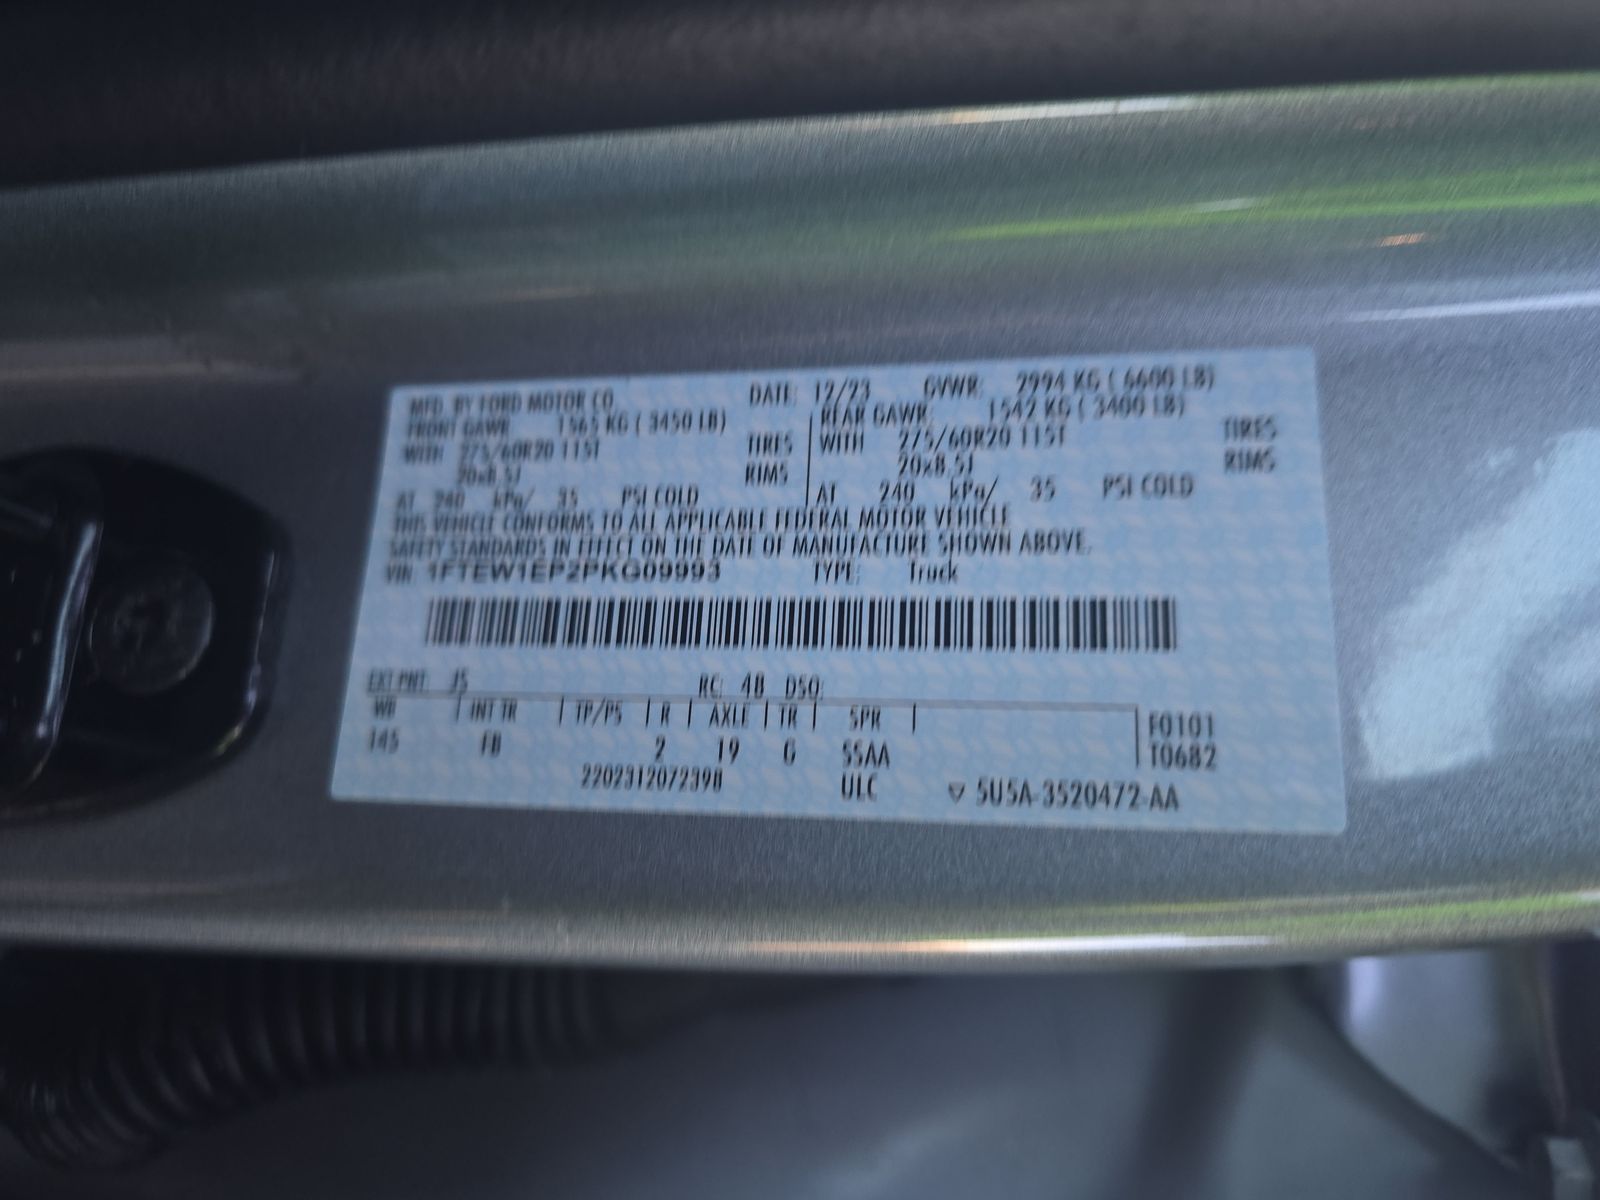 MFD. BY FORD MOTOR CO. DATE: 12/23 GVWR: 2994 KG ( 6600 LB)
FRONT GAWR: 1565 KG ( 3450 LB) REAR GAWR: 1542 KG ( 3400 LB)
WITH 275/60R20 115T TIRES WITH 275/60R20 115T TIRES
20x8.5J RIMS 20x8.5J RIMS
AT 240 kPa/ 35 PSI COLD AT 240 kPa/ 35 PSI COLD
THIS VEHICLE CONFORMS TO ALL APPLICABLE FEDERAL MOTOR VEHICLE
SAFETY STANDARDS IN EFFECT ON THE DATE OF MANUFACTURE SHOWN ABOVE.
VIN: 1FTEW1EP2PKG09993 TYPE: Truck
EXT PNT: J5 RC: 48 DSO:
WB INT TR TP/PS R AXLE TR SPR F0101
145 FB 2 19 G SSAA T0682
2202312072398 ULC ▽ 5U5A-3520472-AA